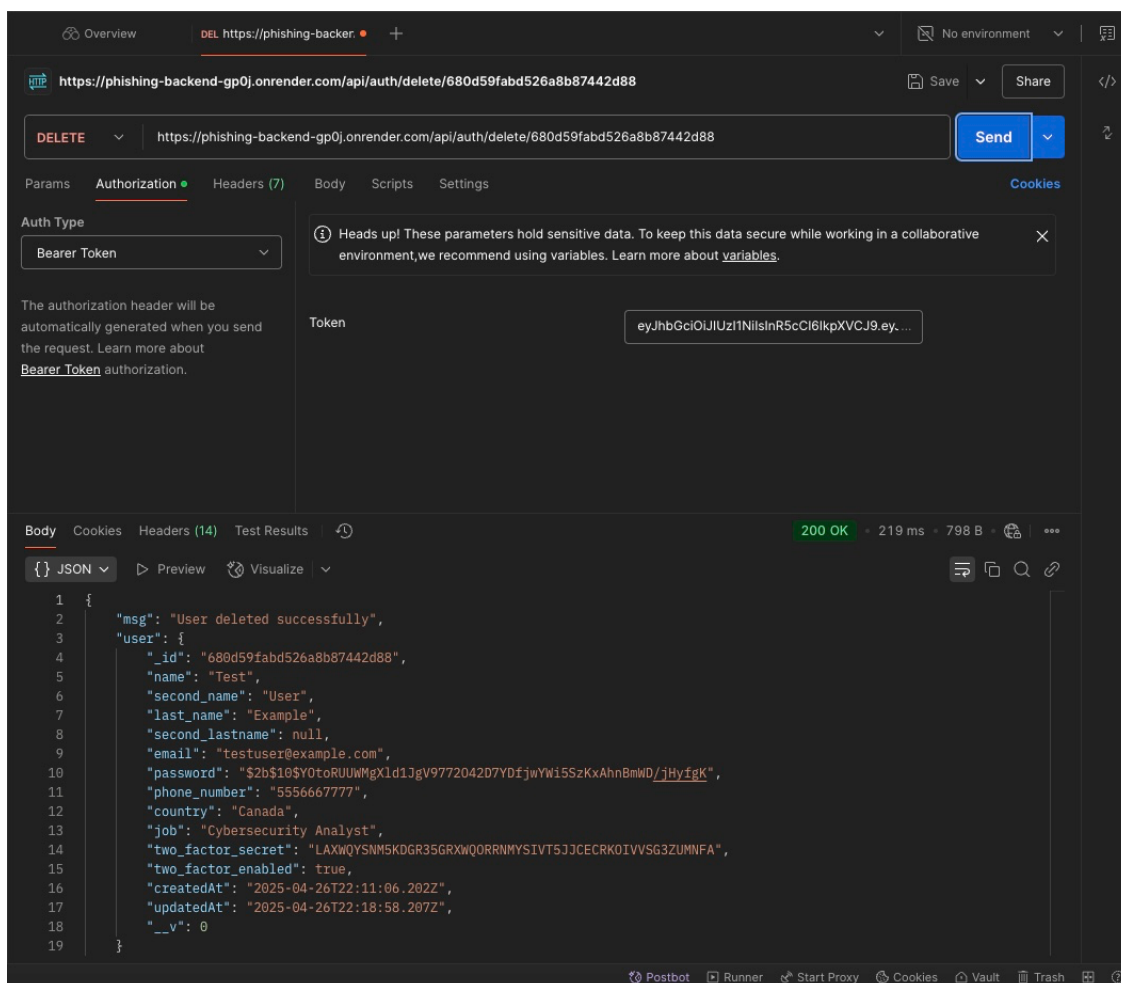 Overview DEL https://phishing-backer. No environment
https://phishing-backend-gp0j.onrender.com/api/auth/delete/680d59fabd526a8b87442d88 Save Share
DELETE https://phishing-backend-gp0j.onrender.com/api/auth/delete/680d59fabd526a8b87442d88 Send
Params Authorization Headers (7) Body Scripts Settings Cookies
Auth Type
Bearer Token
Heads up! These parameters hold sensitive data. To keep this data secure while working in a collaborative
environment,we recommend using variables. Learn more about variables.
The authorization header will be
automatically generated when you send
the request. Learn more about
Bearer Token authorization.
Token eyJhbGciOiJIUzI1NiIsInR5cCI6IkpXVCJ9.ey. ...
Body Cookies Headers (14) Test Results 200 OK 219 ms 798 B
{} JSON Preview Visualize
1 {
2 "msg": "User deleted successfully",
3 "user": {
4 "_id": "680d59fabd526a8b87442d88",
5 "name": "Test",
6 "second_name": "User",
7 "last_name": "Example",
8 "second_lastname": null,
9 "email": "testuser@example.com",
10 "password": "$2b$10$YOtoRUUWMgXld1JgV9772O42D7YDfjwYWi5SzKxAhnBmWD/jHyfgK",
11 "phone_number": "5556667777",
12 "country": "Canada",
13 "job": "Cybersecurity Analyst",
14 "two_factor_secret": "LAXWQYSNM5KDGR35GRXWQORRNMYSIVT5JJCECRKOIVVSG3ZUMNFA",
15 "two_factor_enabled": true,
16 "createdAt": "2025-04-26T22:11:06.202Z",
17 "updatedAt": "2025-04-26T22:18:58.207Z",
18 "__v": 0
19 }
Postbot Runner Start Proxy Cookies Vault Trash